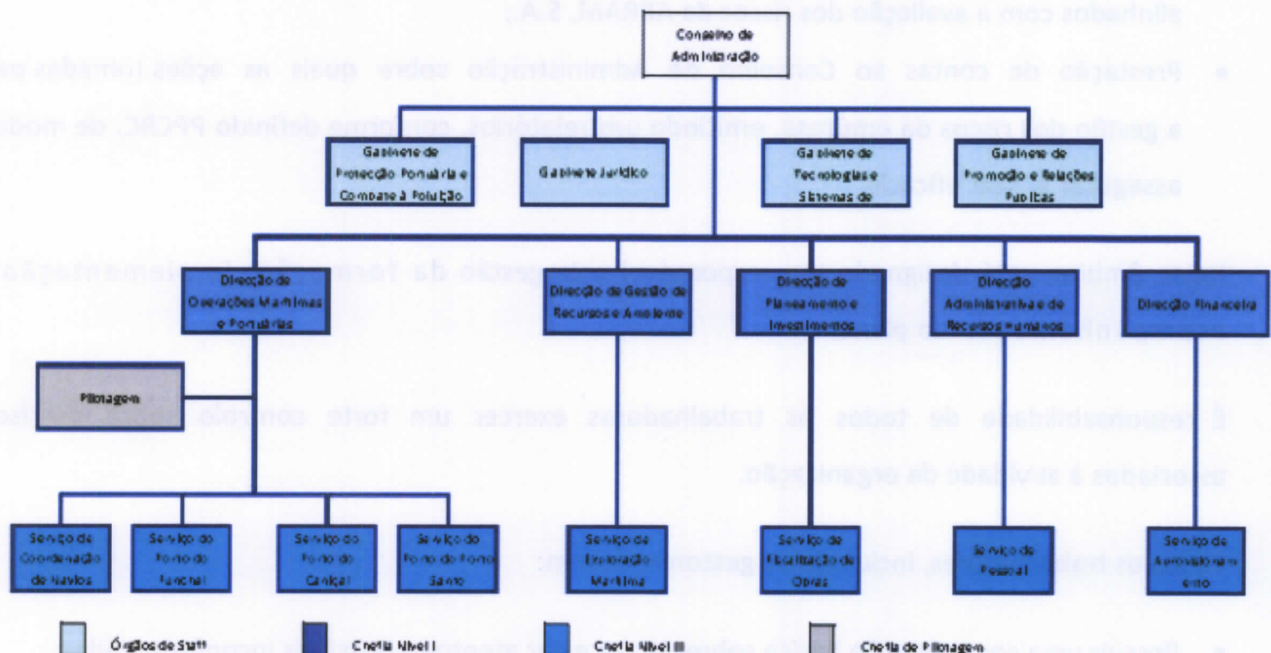 Conselho de
Administração
Gabinete de
Protecção Portuária e
Combate à Poluição
Gabinete Jurídico
Gabinete de
Tecnologias e
Sistemas de
Gabinete de
Promoção e Relações
Públicas
Direcção de
Operações Marítimas
e Portuárias
Direcção de Gestão de
Recursos e Ambiente
Direcção de
Planeamento e
Investimentos
Direcção
Administrativa e de
Recursos Humanos
Direcção Financeira
Pilotagem
Serviço de
Coordenação
de Navios
Serviço do
Porto do
Funchal
Serviço do
Porto do
Caniçal
Serviço do
Porto do Porto
Santo
Serviço de
Marítima
Serviço de
Fiscalização de
Obras
Serviço de
Pessoal
Serviço de
Aprovisionam
ento
Órgãos de Staff
Chefia Nível I
Chefia Nível III
Chefia de Pilotagem